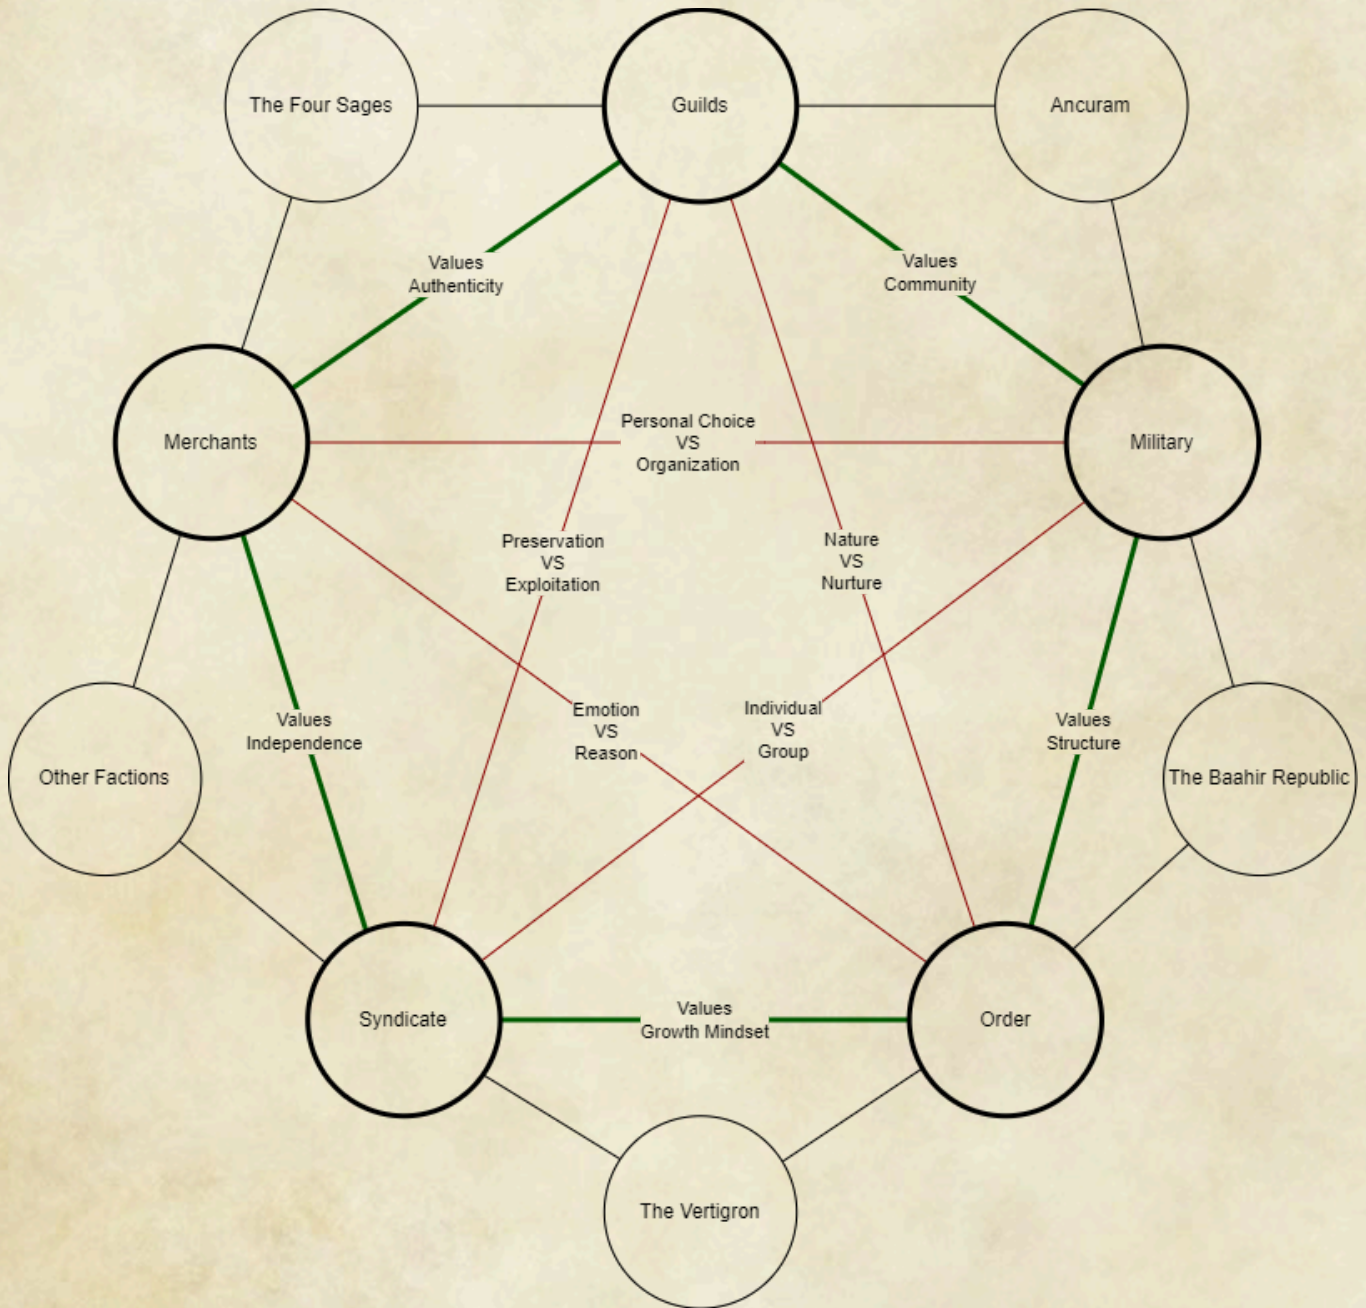 The Four Sages
Guilds
Ancuram
Values
Authenticity
Values
Community
Merchants
Personal Choice
VS
Organization
Military
Preservation
VS
Exploitation
Nature
VS
Nurture
Values
Independence
Emotion
VS
Reason
Individual
VS
Group
Values
Structure
Other Factions
The Baahir Republic
Syndicate
Values
Growth Mindset
Order
The Vertigron